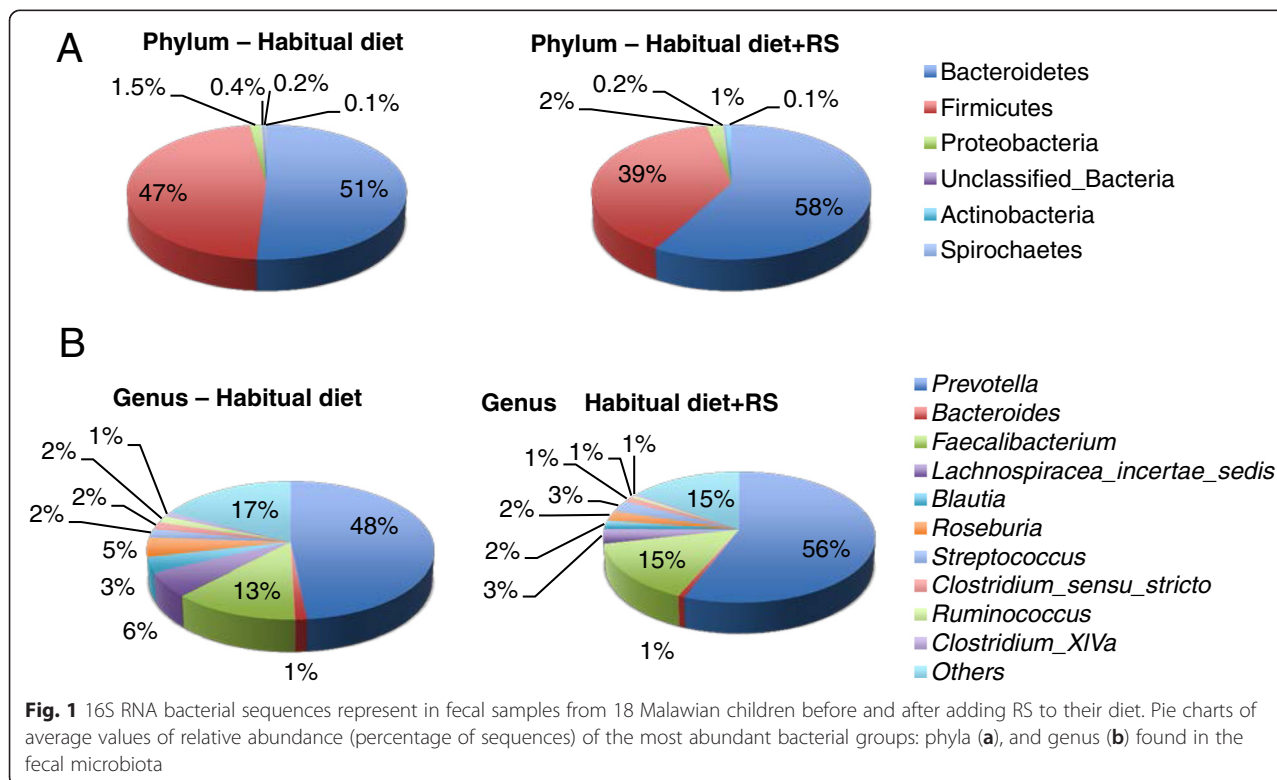 A
Phylum – Habitual diet
1.5%
0.4%
0.2%
0.1%
47%
51%
Phylum – Habitual diet+RS
2%
0.2%
1%
0.1%
39%
58%
Bacteroidetes
Firmicutes
Proteobacteria
Unclassified_Bacteria
Actinobacteria
Spirochaetes
B
Genus – Habitual diet
1%
2%
2%
2%
5%
3%
6%
13%
1%
17%
48%
Genus Habitual diet+RS
1%
1%
1%
3%
2%
2%
3%
15%
1%
15%
56%
Prevotella
Bacteroides
Faecalibacterium
Lachnospiracea_incertae_sedis
Blautia
Roseburia
Streptococcus
Clostridium_sensu_stricto
Ruminococcus
Clostridium_XIVa
Others
Fig. 1 16S RNA bacterial sequences represent in fecal samples from 18 Malawian children before and after adding RS to their diet. Pie charts of
average values of relative abundance (percentage of sequences) of the most abundant bacterial groups: phyla (a), and genus (b) found in the
fecal microbiota